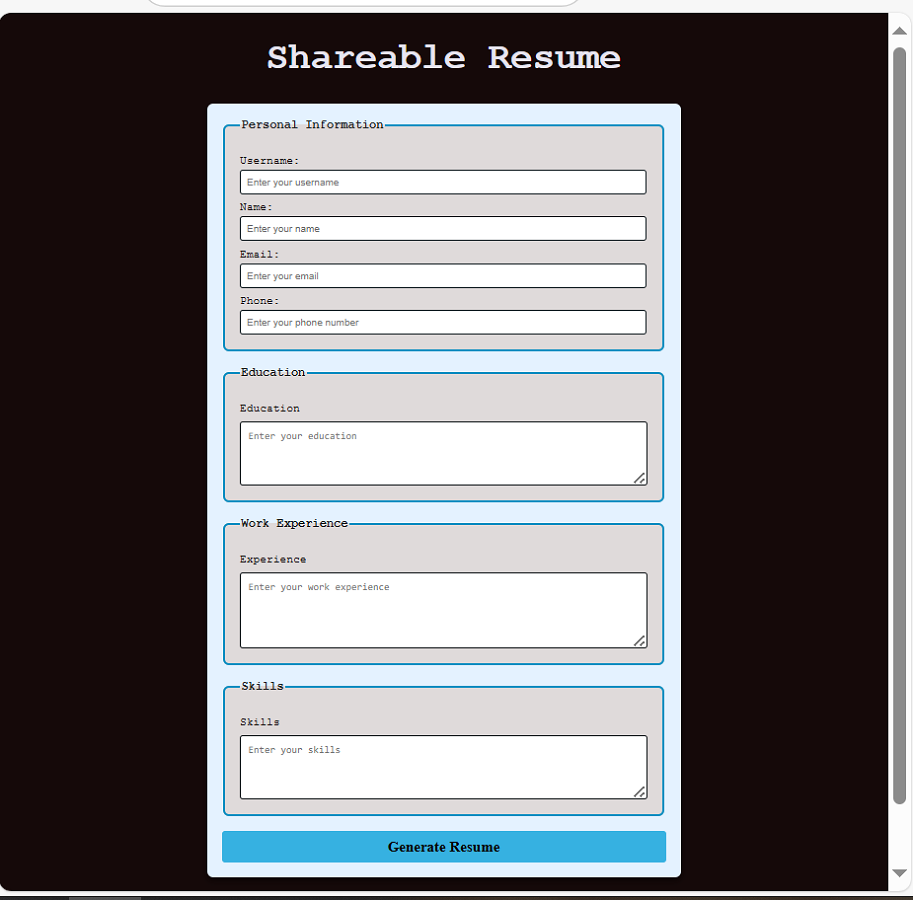 Shareable Resume
Personal Information
Username:
Enter your username
Name:
Enter your name
Email:
Enter your email
Phone:
Enter your phone number
Education
Education
Enter your education
Work Experience
Experience
Enter your work experience
Skills
Skills
Enter your skills
Generate Resume